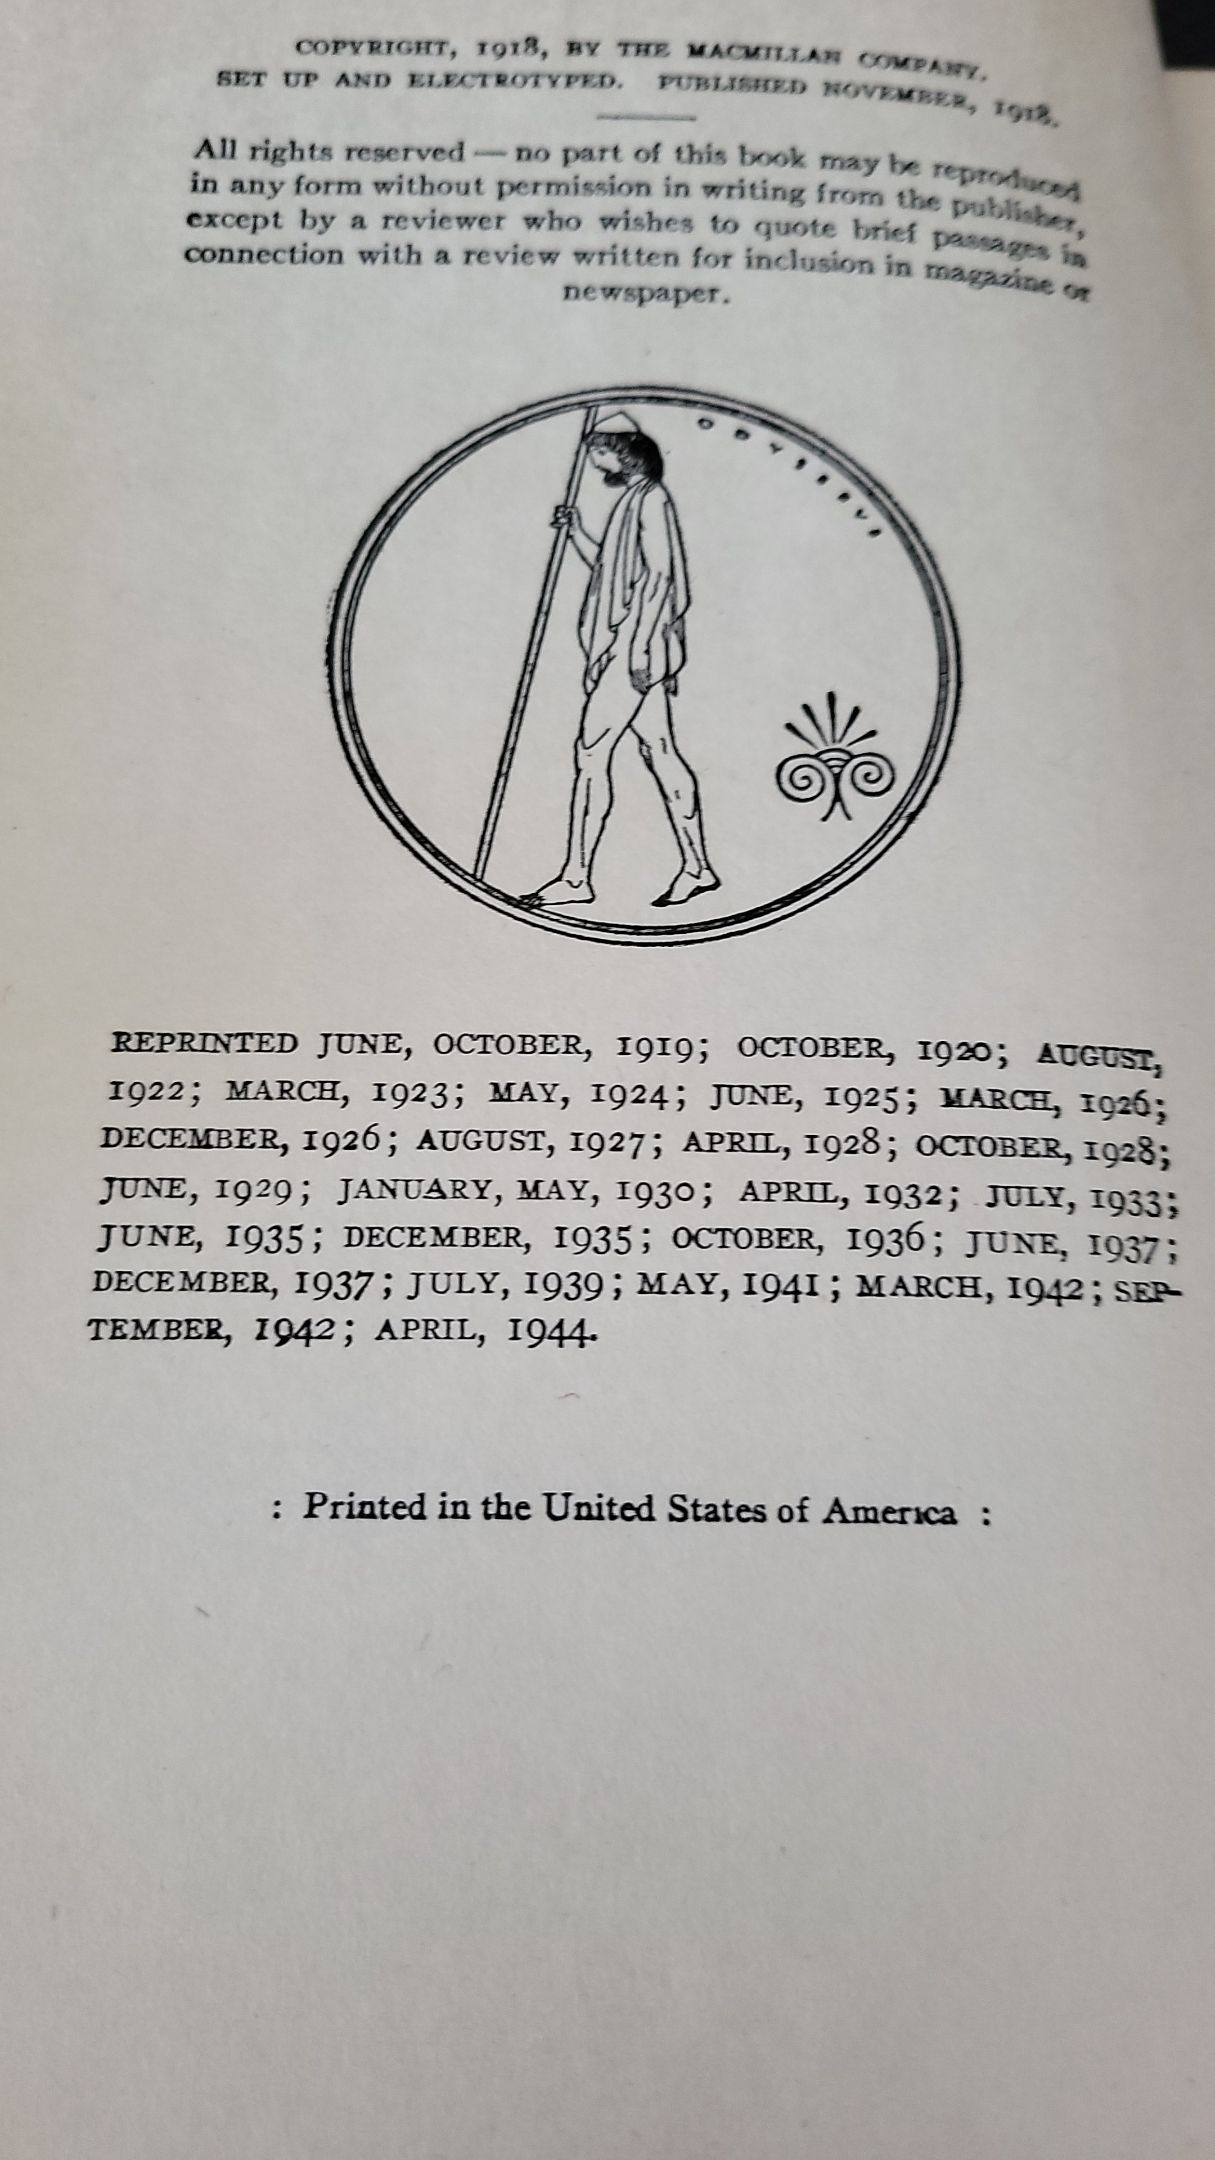 COPYRIGHT, 1918, BY THE MACMILLAN COMPANY.
SET UP AND ELECTROTYPED. PUBLISHED NOVEMBER, 1918.
All rights reserved — no part of this book may be reproduced
in any form without permission in writing from the publisher,
except by a reviewer who wishes to quote brief passages in
connection with a review written for inclusion in magazine or
newspaper.
REPRINTED JUNE, OCTOBER, 1919; OCTOBER, 1920; AUGUST,
1922; MARCH, 1923; MAY, 1924; JUNE, 1925; MARCH, 1926;
DECEMBER, 1926; AUGUST, 1927; APRIL, 1928; OCTOBER, 1928;
JUNE, 1929; JANUARY, MAY, 1930; APRIL, 1932; JULY, 1933;
JUNE, 1935; DECEMBER, 1935; OCTOBER, 1936; JUNE, 1937;
DECEMBER, 1937; JULY, 1939; MAY, 1941; MARCH, 1942; SEP-
TEMBER, 1942; APRIL, 1944.
: Printed in the United States of America :